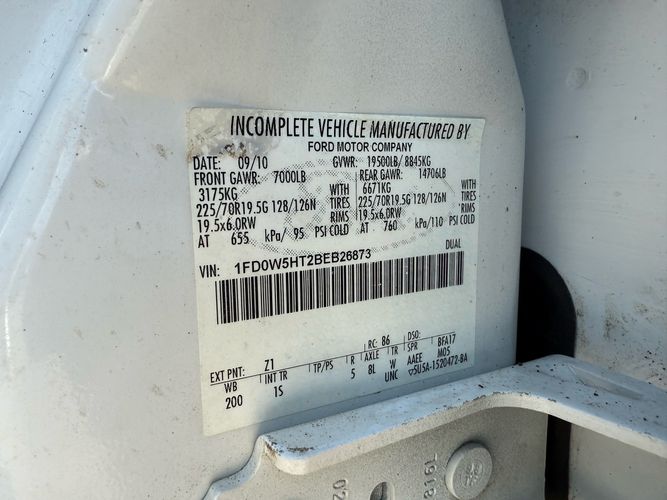 INCOMPLETE VEHICLE MANUFACTURED BY
FORD MOTOR COMPANY
DATE: 09/10 GVWR: 19500LB/ 8845KG
FRONT GAWR: 7000LB REAR GAWR: 14706LB
3175KG WITH 6671KG WITH
225/70R19.5G 128/126N TIRES 225/70R19.5G 128/126N TIRES
19.5x6.0RW RIMS 19.5x6.0RW RIMS
AT 655 kPa/ 95 PSI COLD AT 760 kPa/110 PSI COLD
DUAL
VIN: 1FD0W5HT2BEB26873
RC: 86 DSO:
EXT PNT: Z1 R AXLE TR SPR BFA17
WB INT TR TP/PS 5 8L W AAEE M05
200 1S UNC ▽5U5A-1520472-BA